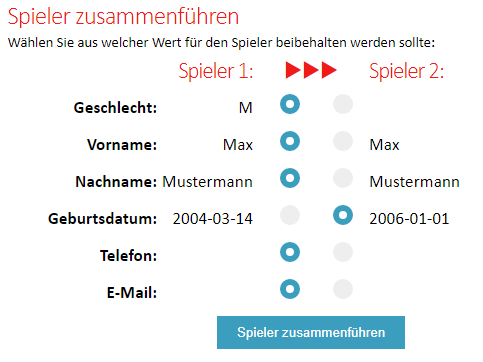 Spieler zusammenführen
Wählen Sie aus welcher Wert für den Spieler beibehalten werden sollte:
Spieler 1: Spieler 2:
Geschlecht: M
Vorname: Max Max
Nachname: Mustermann Mustermann
Geburtsdatum: 2004-03-14 2006-01-01
Telefon:
E-Mail:
Spieler zusammenführen